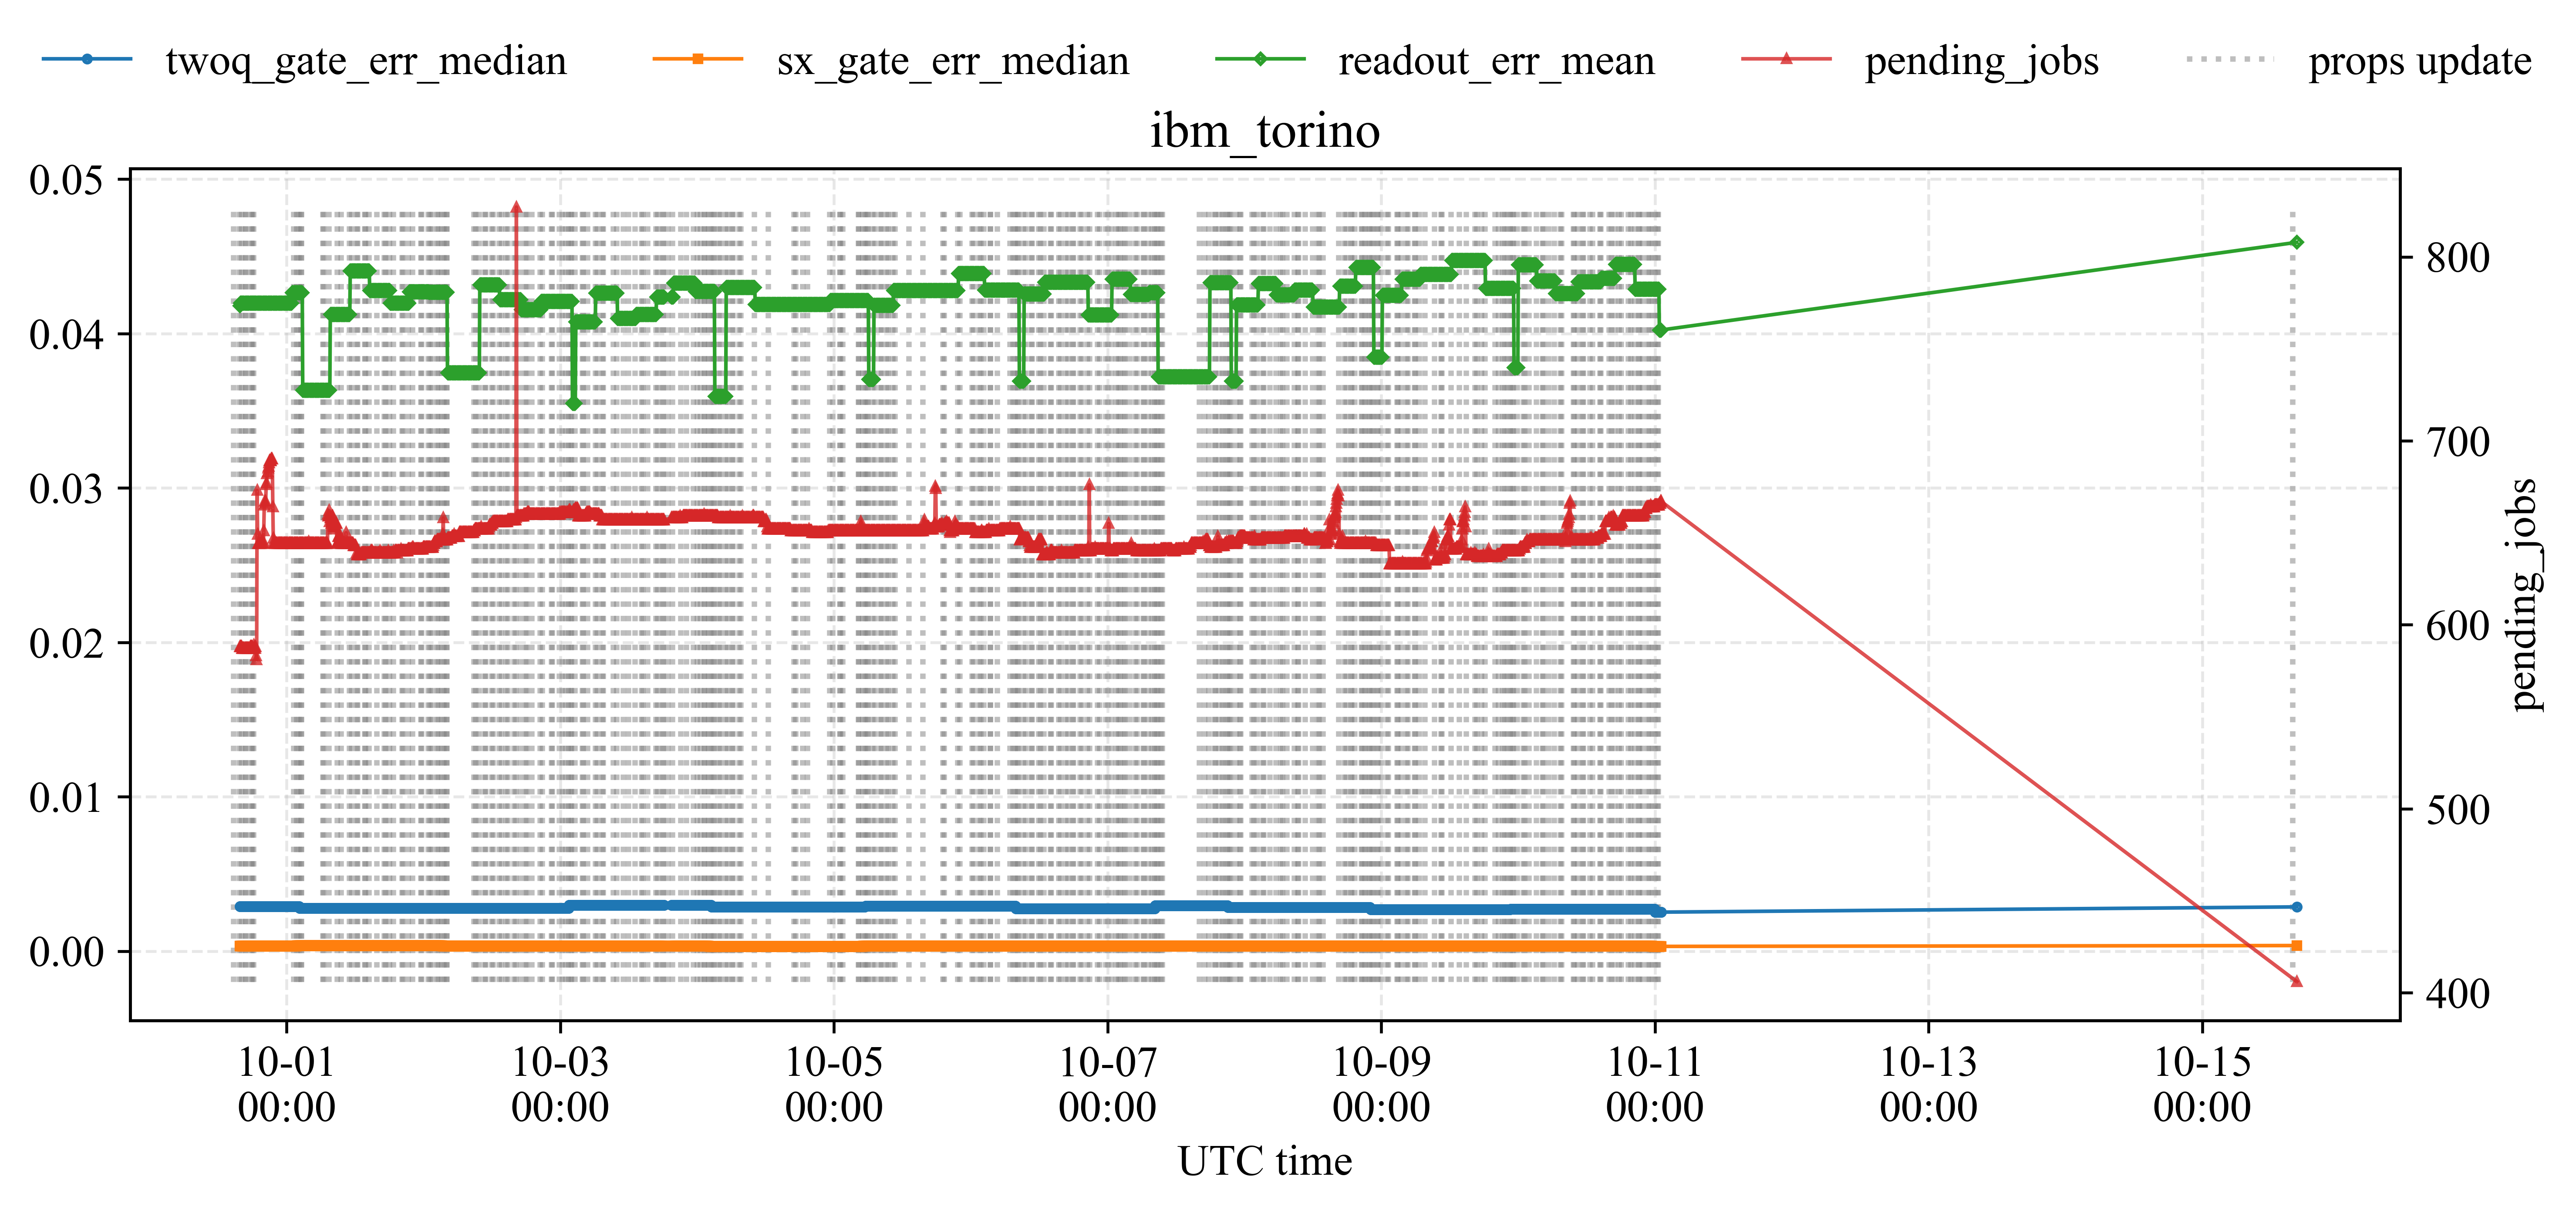 twoq_gate_err_median sx_gate_err_median readout_err_mean pending_jobs props update
ibm_torino
0.05
0.04
0.03
0.02
0.01
0.00
800
700
600
500
400
pending_jobs
10-01 10-03 10-05 10-07 10-09 10-11 10-13 10-15
00:00 00:00 00:00 00:00 00:00 00:00 00:00 00:00
UTC time